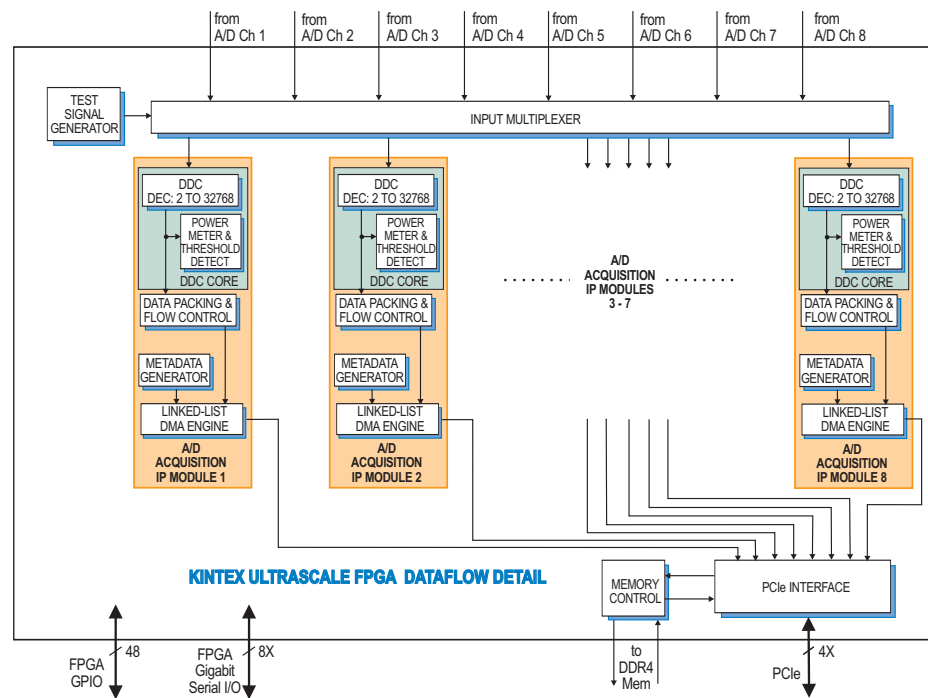 from
A/D Ch 1
from
A/D Ch 2
from
A/D Ch 3
from
A/D Ch 4
from
A/D Ch 5
from
A/D Ch 6
from
A/D Ch 7
from
A/D Ch 8
TEST
SIGNAL
GENERATOR
INPUT MULTIPLEXER
DDC
DEC: 2 TO 32768
POWER
METER &
THRESHOLD
DETECT
DDC CORE
DATA PACKING &
FLOW CONTROL
METADATA
GENERATOR
LINKED-LIST
DMA ENGINE
A/D
ACQUISITION
IP MODULE 1
DDC
DEC: 2 TO 32768
POWER
METER &
THRESHOLD
DETECT
DDC CORE
DATA PACKING &
FLOW CONTROL
METADATA
GENERATOR
LINKED-LIST
DMA ENGINE
A/D
ACQUISITION
IP MODULE 2
A/D
ACQUISITION
IP MODULES
3 - 7
DDC
DEC: 2 TO 32768
POWER
METER &
THRESHOLD
DETECT
DDC CORE
DATA PACKING &
FLOW CONTROL
METADATA
GENERATOR
LINKED-LIST
DMA ENGINE
A/D
ACQUISITION
IP MODULE 8
KINTEX ULTRASCALE FPGA DATAFLOW DETAIL
MEMORY
CONTROL
PCIe INTERFACE
48
FPGA
GPIO
8X
FPGA
Gigabit
Serial I/O
to
DDR4
Mem
4X
PCIe